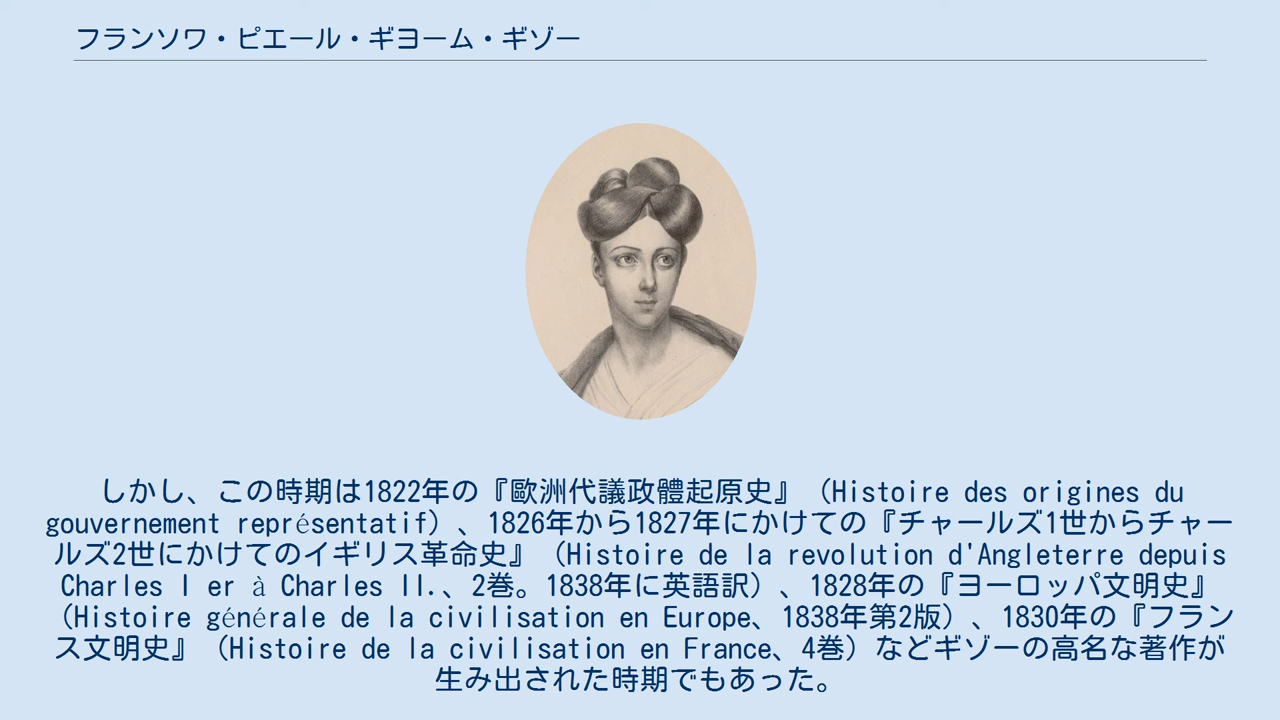 フランソワ・ピエール・ギヨーム・ギゾー
しかし、この時期は1822年の『歐洲代議政體起原史』（Histoire des origines du
gouvernement représentatif）、1826年から1827年にかけての『チャールズ1世からチャー
ルズ2世にかけてのイギリス革命史』（Histoire de la revolution d'Angleterre depuis
Charles I er à Charles II.、2巻。1838年に英語訳）、1828年の『ヨーロッパ文明史』
（Histoire générale de la civilisation en Europe、1838年第2版）、1830年の『フラン
ス文明史』（Histoire de la civilisation en France、4巻）などギゾーの高名な著作が
生み出された時期でもあった。